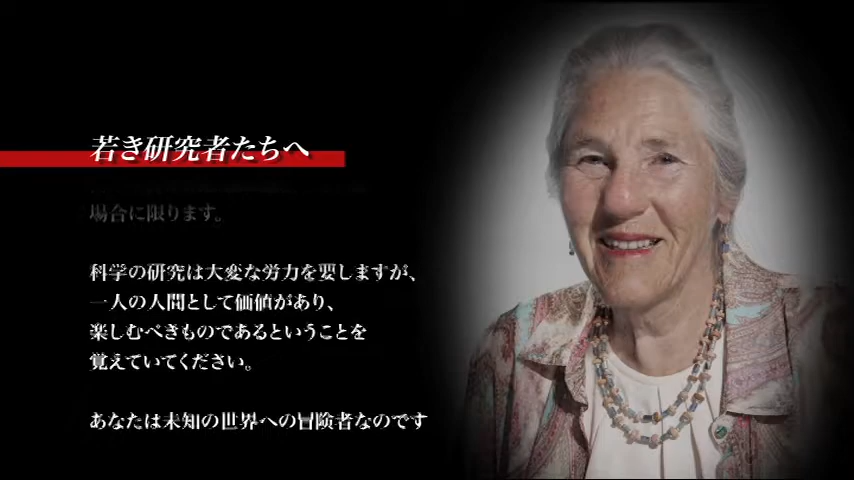 若き研究者たちへ
場合に限ります。
科学の研究は大変な労力を要しますが、
一人の人間として価値があり、
楽しむべきものであるということを
覚えていてください。
あなたは未知の世界への冒険者なのです